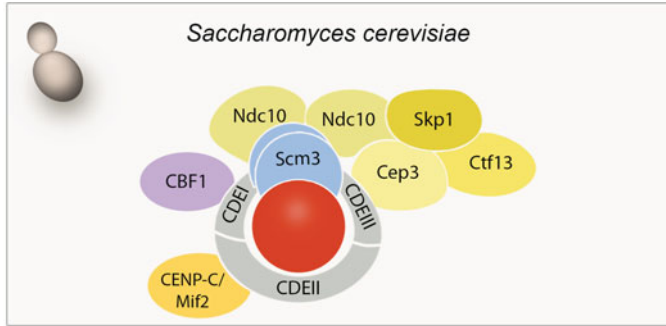 Saccharomyces cerevisiae
Ndc10
Ndc10
Skp1
Scm3
Cep3
Ctf13
CBF1
CDEI
CDEIII
CENP-C/
Mif2
CDEII